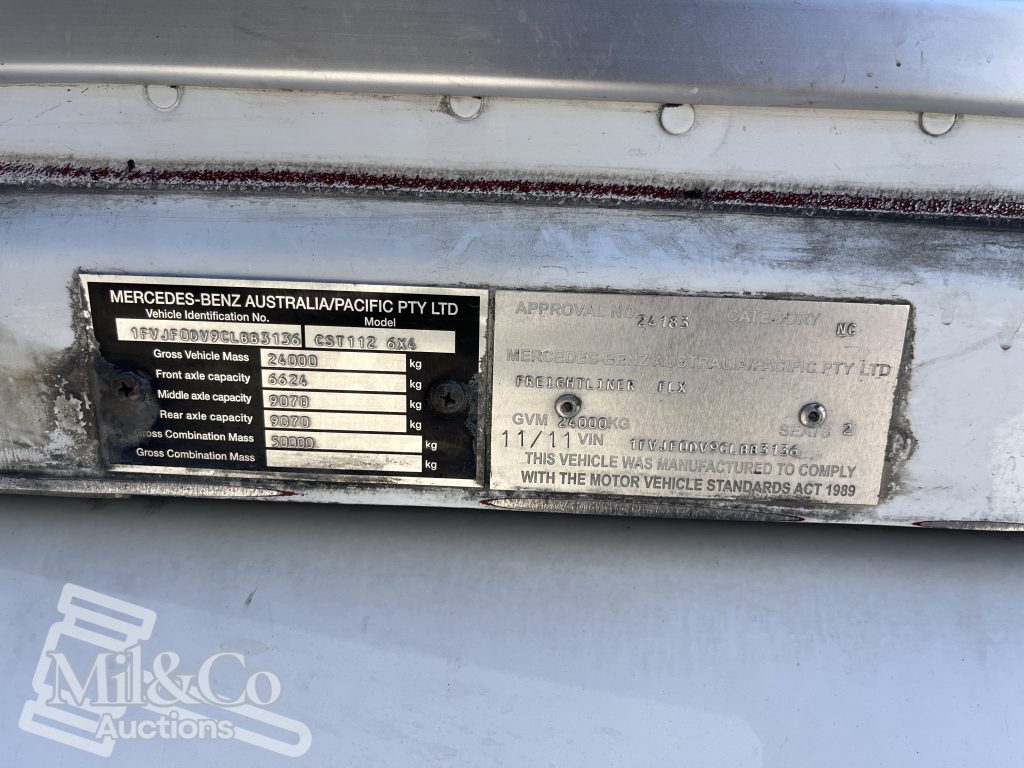 MERCEDES-BENZ AUSTRALIA/PACIFIC PTY LTD
Vehicle Identification No. Model
1FVJF0DV9CLBB3136 CST112 6X4
Gross Vehicle Mass 24000 kg
Front axle capacity 6624 kg
Middle axle capacity 9070 kg
Rear axle capacity 9070 kg
Gross Combination Mass 50000 kg
Gross Combination Mass kg
APPROVAL NO. 24183 CATEGORY NC
MERCEDES-BENZ AUSTRALIA/PACIFIC PTY LTD
FREIGHTLINER FLX
GVM 24000KG SEATS 2
11/11 VIN 1FVJF0DV9CLBB3136
THIS VEHICLE WAS MANUFACTURED TO COMPLY
WITH THE MOTOR VEHICLE STANDARDS ACT 1989
Mil&Co
Auctions